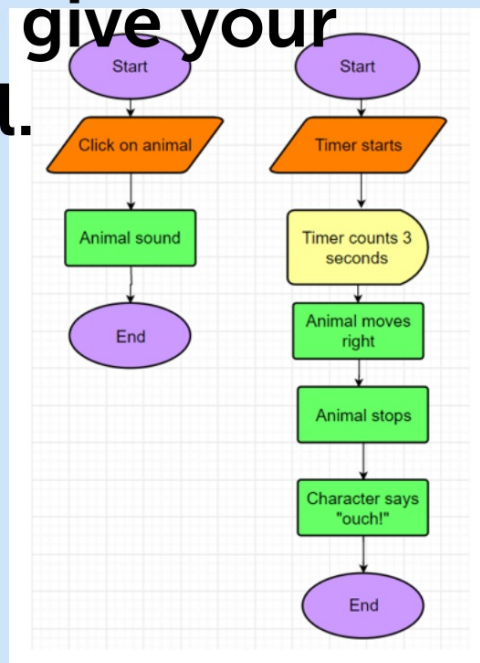 give your
l.
Start
Click on animal
Animal sound
End
Start
Timer starts
Timer counts 3
seconds
Animal moves
right
Animal stops
Character says
"ouch!"
End